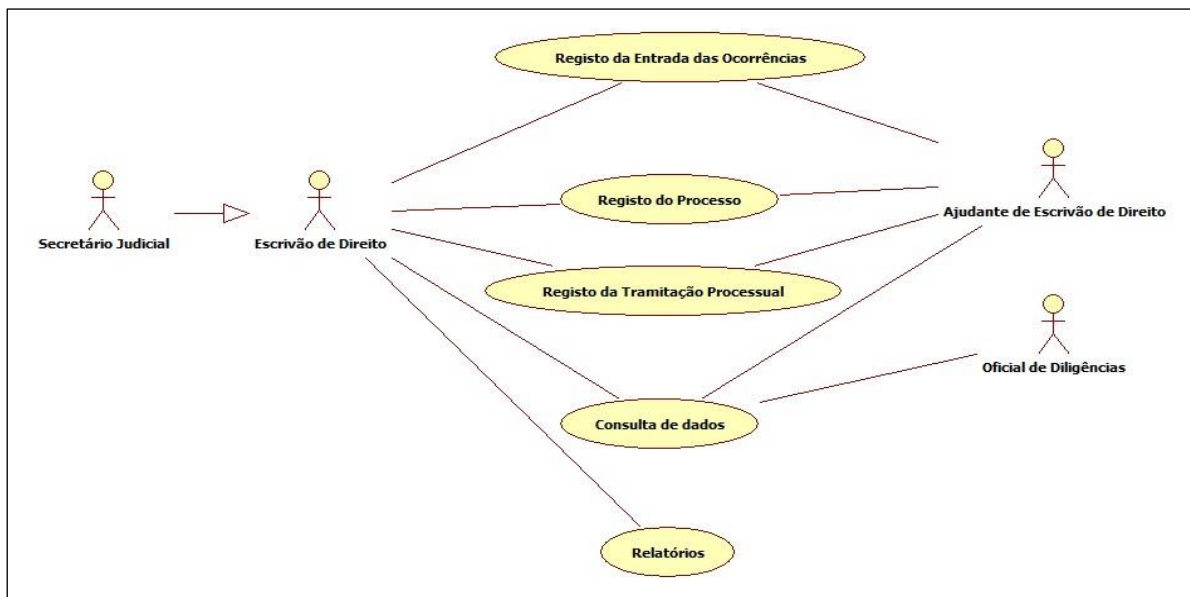 Registo da Entrada das Ocorrências
Secretário Judicial
Escrivão de Direito
Registo do Processo
Ajudante de Escrivão de Direito
Registo da Tramitação Processual
Oficial de Diligências
Consulta de dados
Relatórios